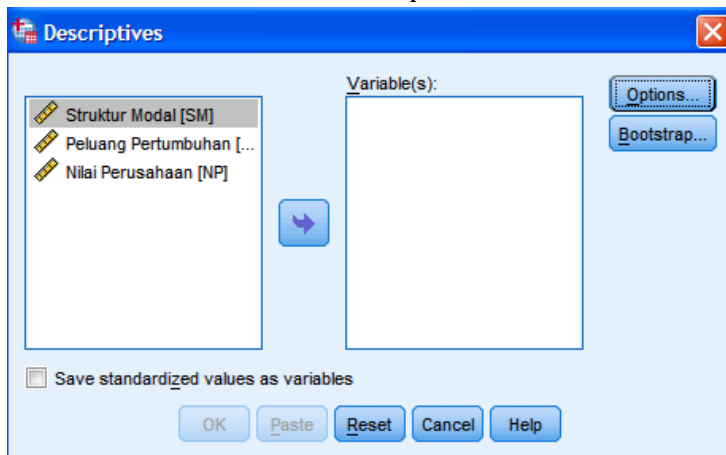 Descriptives
Variable(s):
Struktur Modal [SM]
Peluang Pertumbuhan [...
Nilai Perusahaan [NP]
Options...
Bootstrap...
Save standardized values as variables
OK Paste Reset Cancel Help